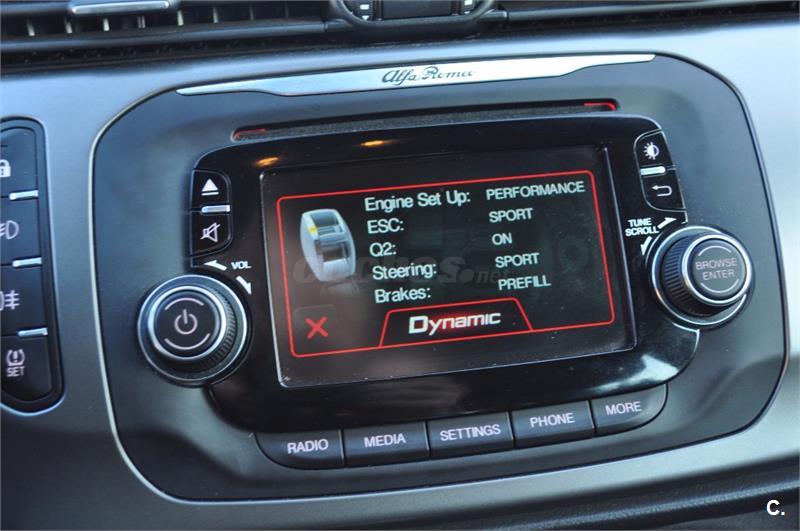 Alfa Romeo
Engine Set Up: PERFORMANCE
ESC: SPORT
Q2: ON
Steering: SPORT
Brakes: PREFILL
Dynamic
VOL
TUNE
SCROLL
BROWSE
ENTER
SET
RADIO
MEDIA
SETTINGS
PHONE
MORE
C.